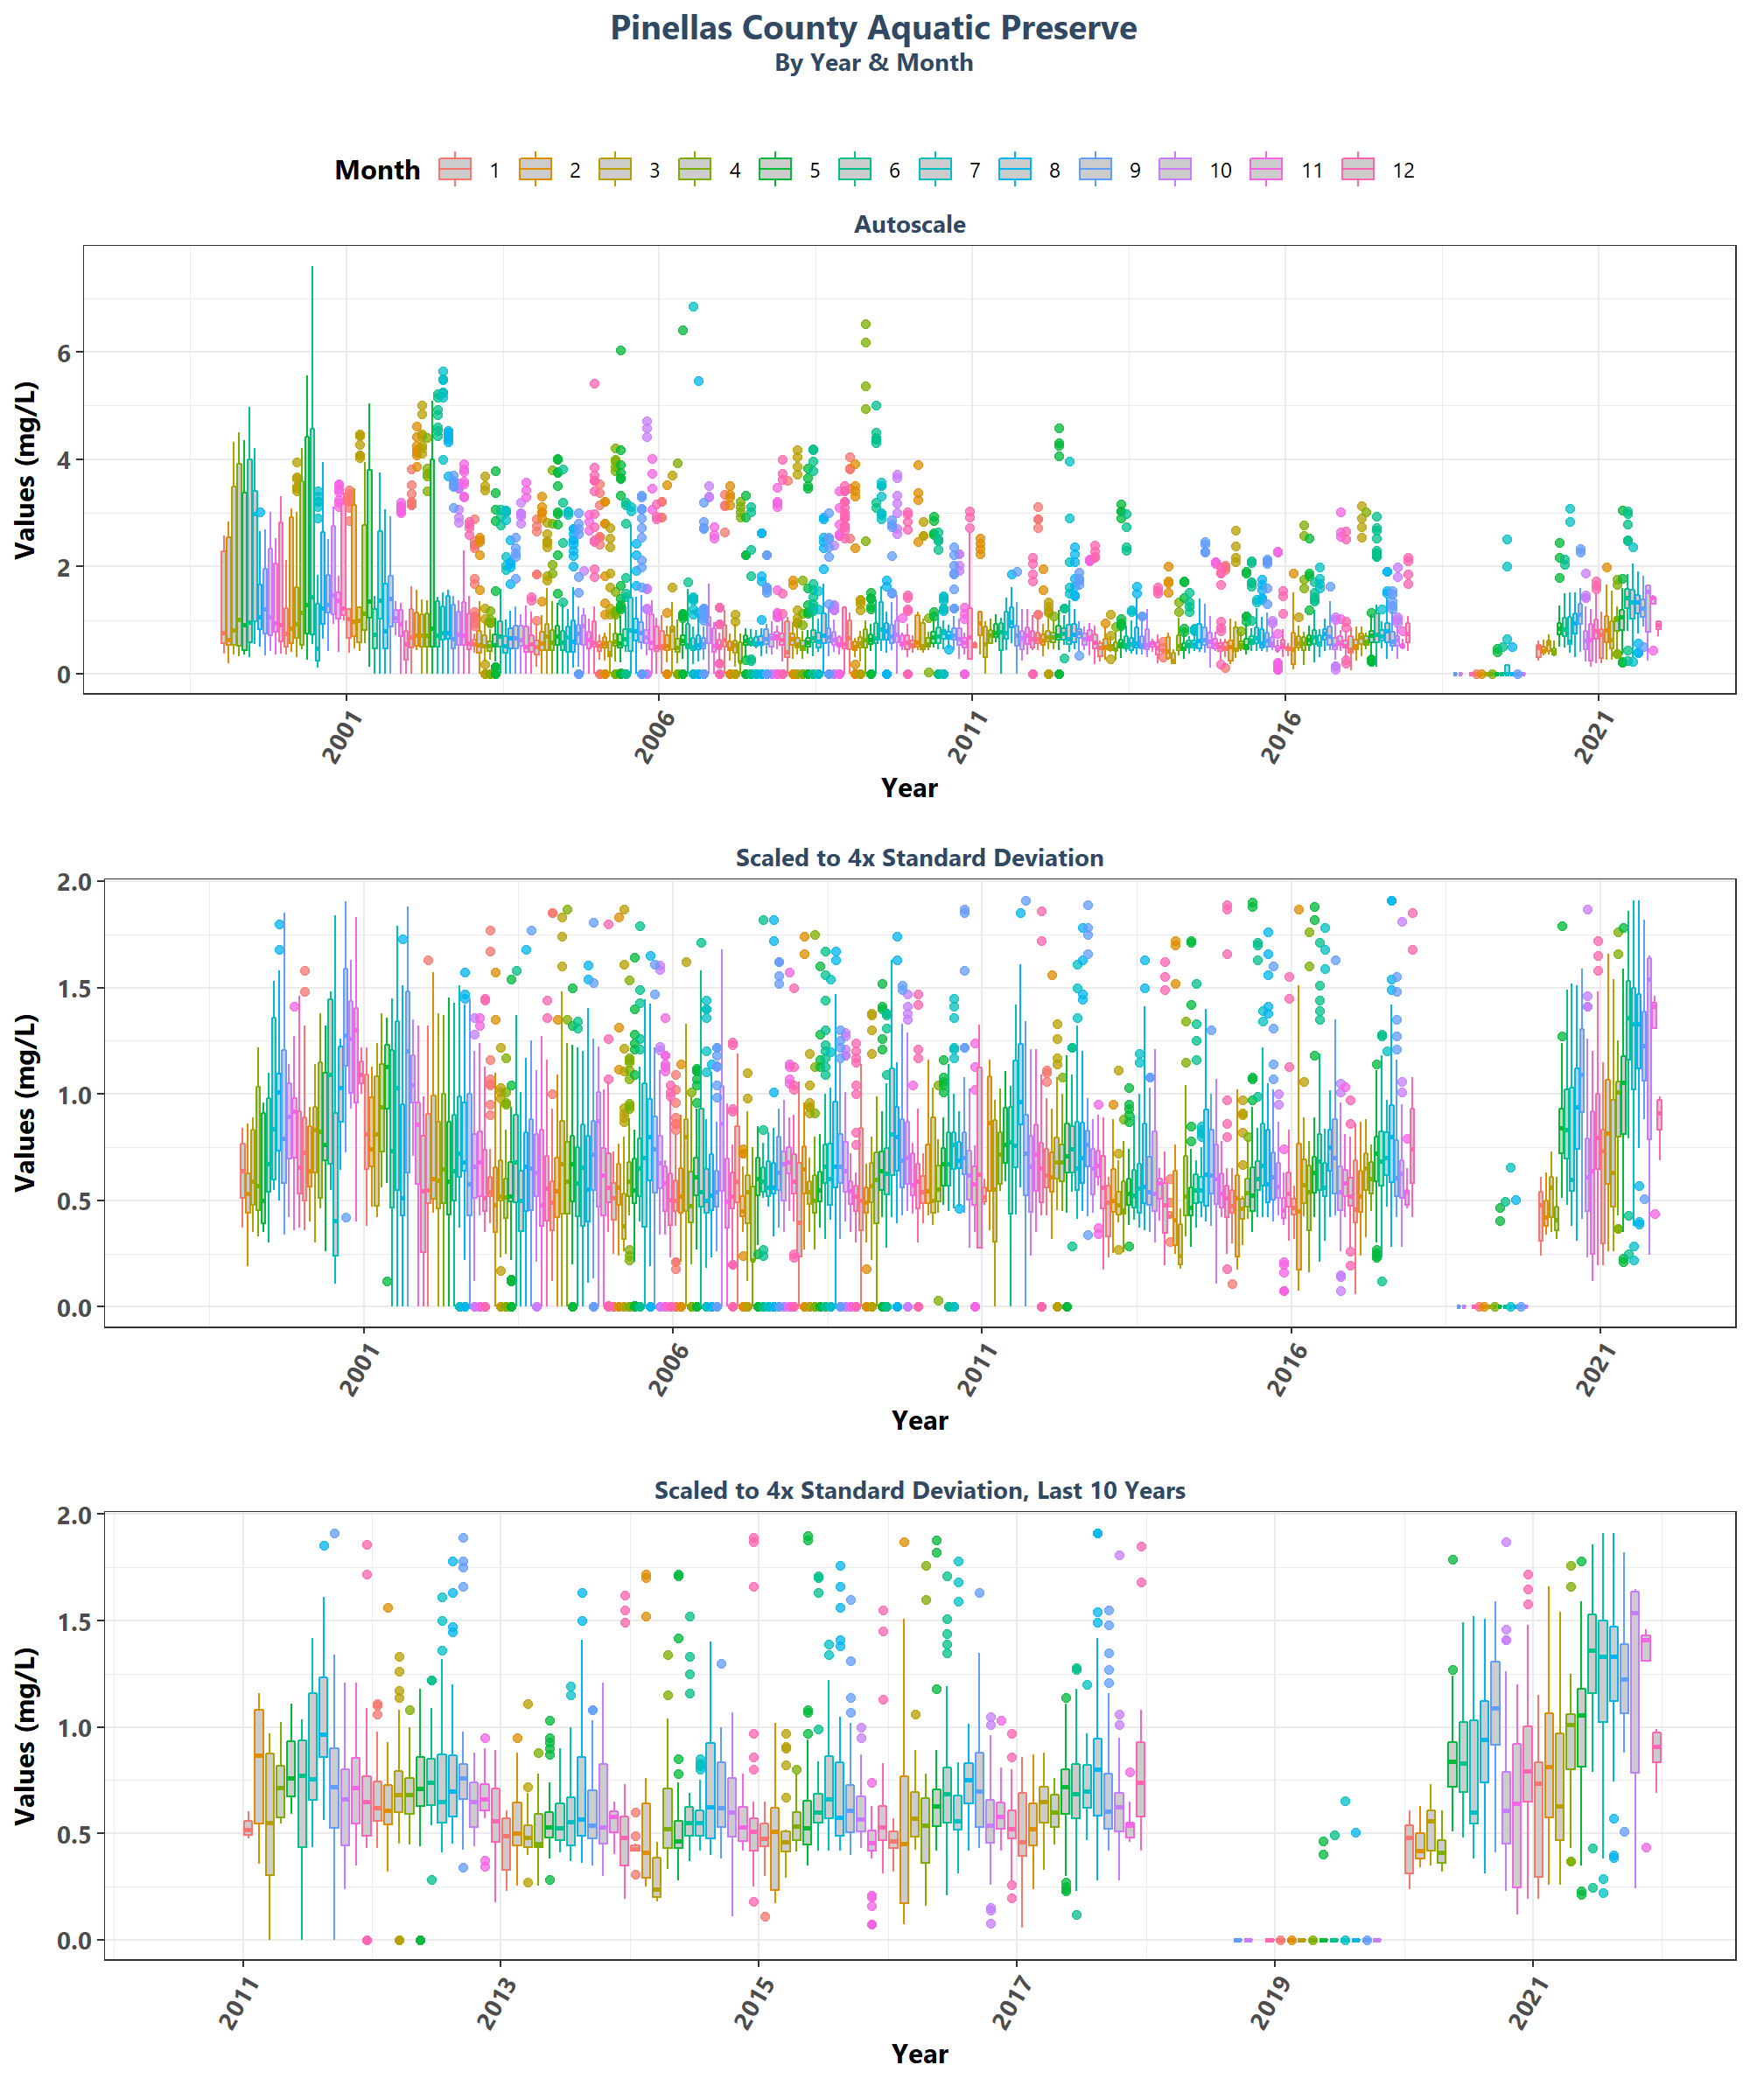 Pinellas County Aquatic Preserve
By Year & Month
Month 1 2 3 4 5 6 7 8 9 10 11 12
Autoscale
Values (mg/L)
6
4
2
0
2001 2006 2011 2016 2021
Year
Scaled to 4x Standard Deviation
Values (mg/L)
2.0
1.5
1.0
0.5
0.0
2001 2006 2011 2016 2021
Year
Scaled to 4x Standard Deviation, Last 10 Years
Values (mg/L)
2.0
1.5
1.0
0.5
0.0
2011 2013 2015 2017 2019 2021
Year